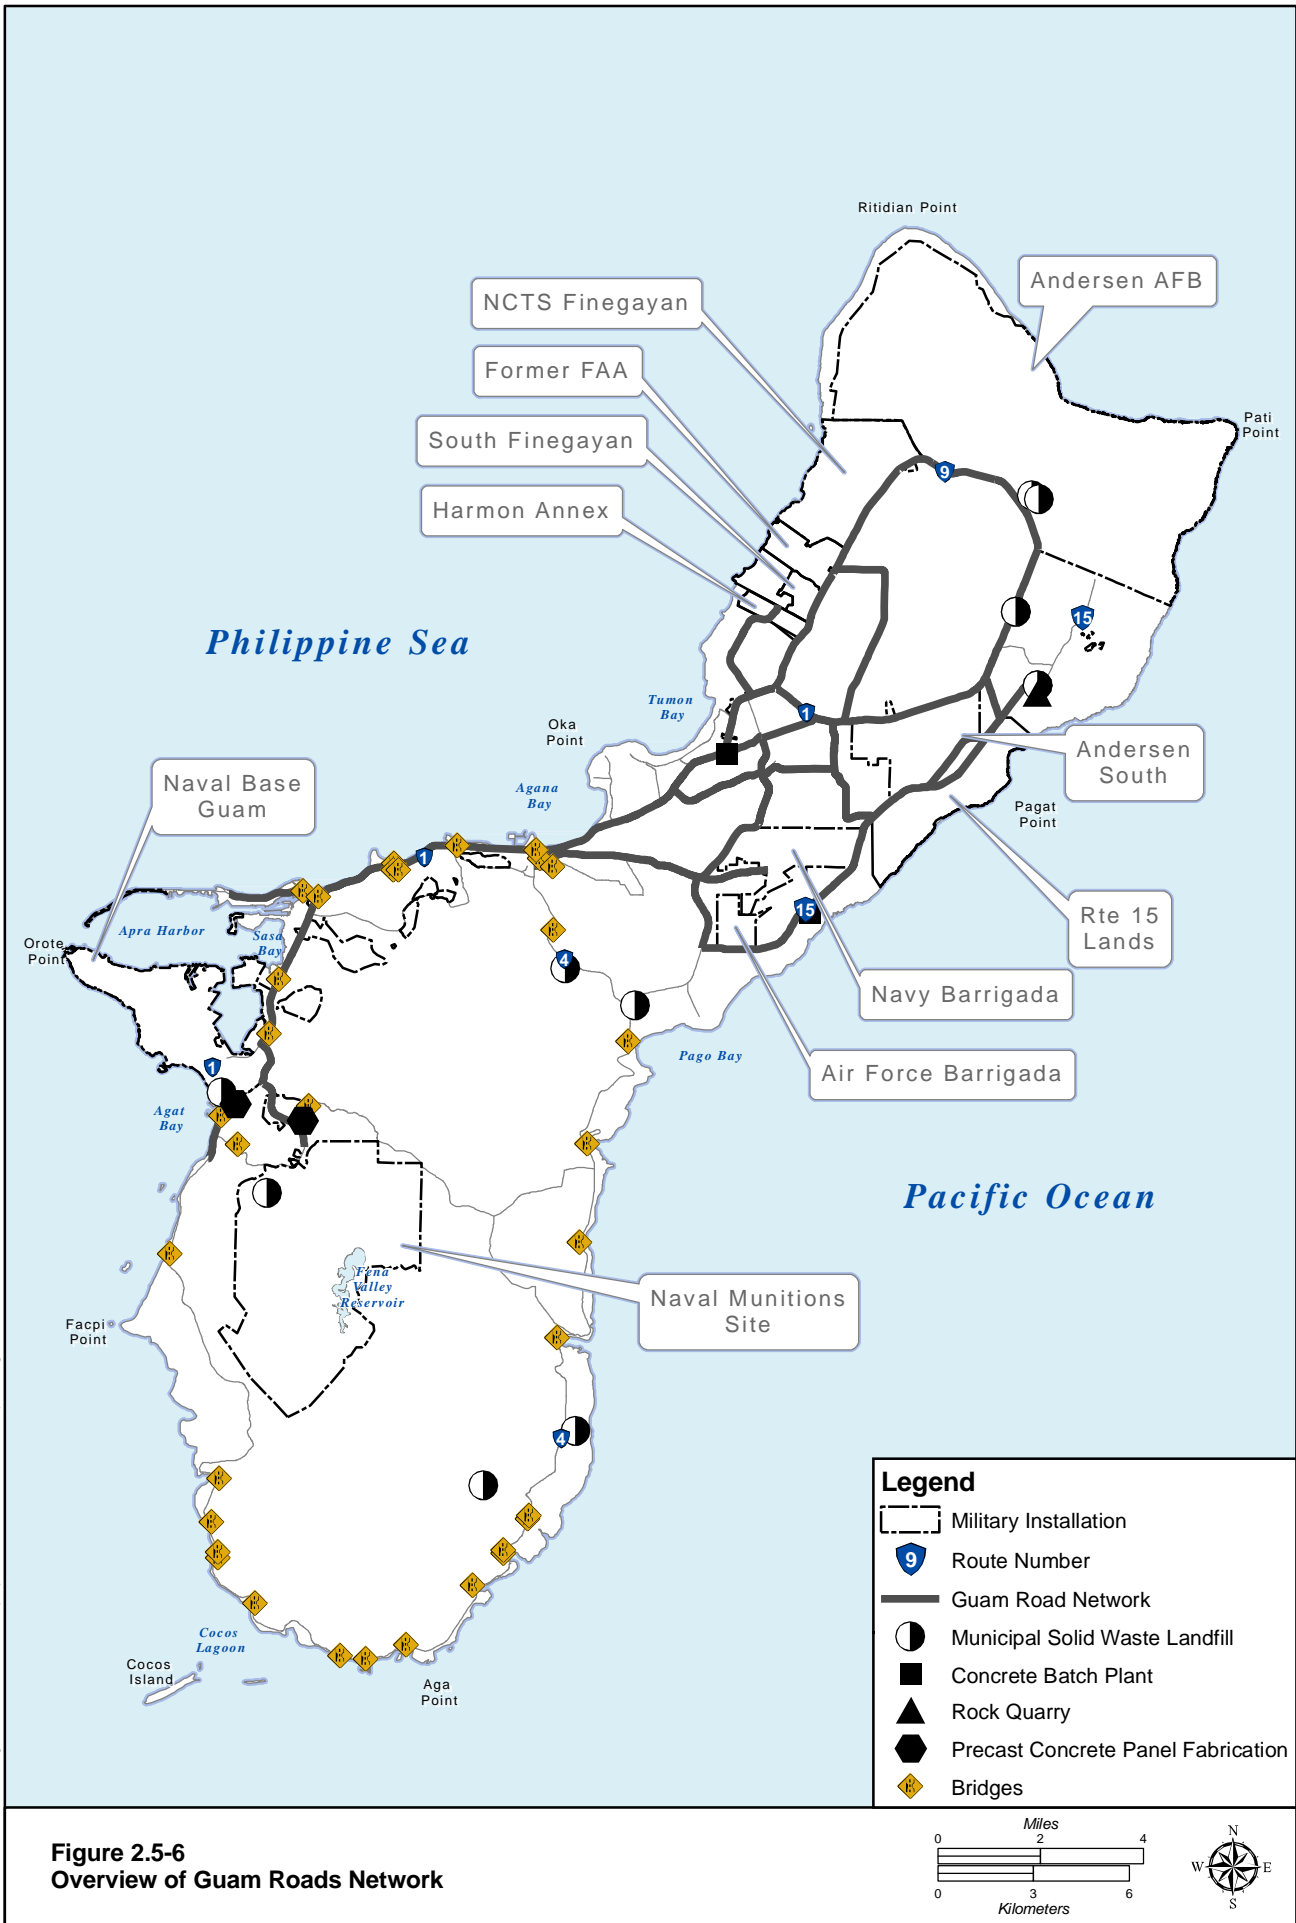 Ritidian Point
Andersen AFB
NCTS Finegayan
Former FAA
Pati
Point
South Finegayan
9
Harmon Annex
15
Philippine Sea
Tumon
Bay
1
Oka
Point
Andersen
South
Naval Base
Guam
Agana
Bay
Pagat
Point
1
15
Rte 15
Lands
Apra Harbor
Sasa
Bay
Orote
Point
4
Navy Barrigada
Pago Bay
1
Air Force Barrigada
Agat
Bay
Pacific Ocean
Fena
Valley
Reservoir
Naval Munitions
Site
Facpi
Point
4
Cocos
Lagoon
Cocos
Island
Aga
Point
Legend
Military Installation
9 Route Number
Guam Road Network
Municipal Solid Waste Landfill
Concrete Batch Plant
Rock Quarry
Precast Concrete Panel Fabrication
Bridges
Figure 2.5-6
Overview of Guam Roads Network
Miles
0 2 4
0 3 6
Kilometers
N
W E
S